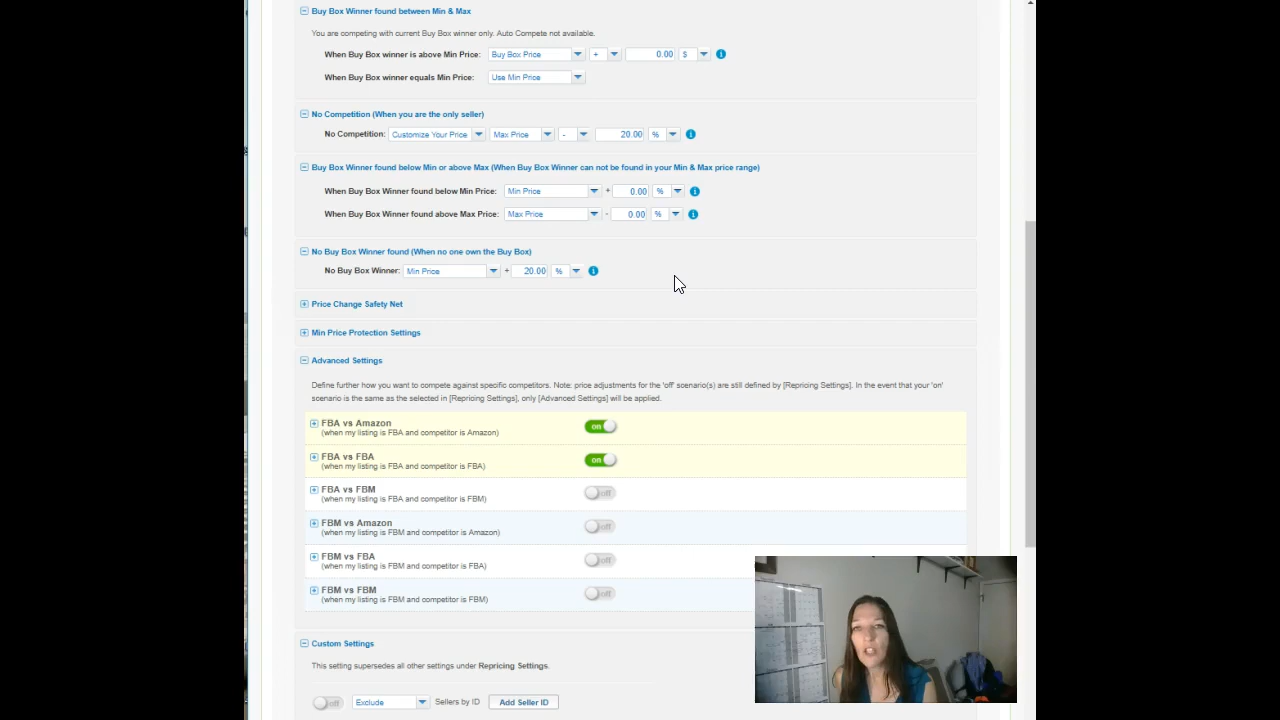 Buy Box Winner found between Min & Max
You are competing with current Buy Box winner only. Auto Compete not available.
When Buy Box winner is above Min Price: Buy Box Price + 0.00 $
When Buy Box winner equals Min Price: Use Min Price
No Competition (When you are the only seller)
No Competition: Customize Your Price Max Price - 20.00 %
Buy Box Winner found below Min or above Max (When Buy Box Winner can not be found in your Min & Max price range)
When Buy Box Winner found below Min Price: Min Price + 0.00 %
When Buy Box Winner found above Max Price: Max Price - 0.00 %
No Buy Box Winner found (When no one own the Buy Box)
No Buy Box Winner: Min Price + 20.00 %
Price Change Safety Net
Min Price Protection Settings
Advanced Settings
Define further how you want to compete against specific competitors. Note: price adjustments for the 'off' scenario(s) are still defined by [Repricing Settings]. In the event that your 'on'
scenario is the same as the selected in [Repricing Settings], only [Advanced Settings] will be applied.
FBA vs Amazon on
(when my listing is FBA and competitor is Amazon)
FBA vs FBA on
(when my listing is FBA and competitor is FBA)
FBA vs FBM off
(when my listing is FBA and competitor is FBM)
FBM vs Amazon off
(when my listing is FBM and competitor is Amazon)
FBM vs FBA off
(when my listing is FBM and competitor is FBA)
FBM vs FBM off
(when my listing is FBM and competitor is FBM)
Custom Settings
This setting supersedes all other settings under Repricing Settings.
off Exclude Sellers by ID Add Seller ID